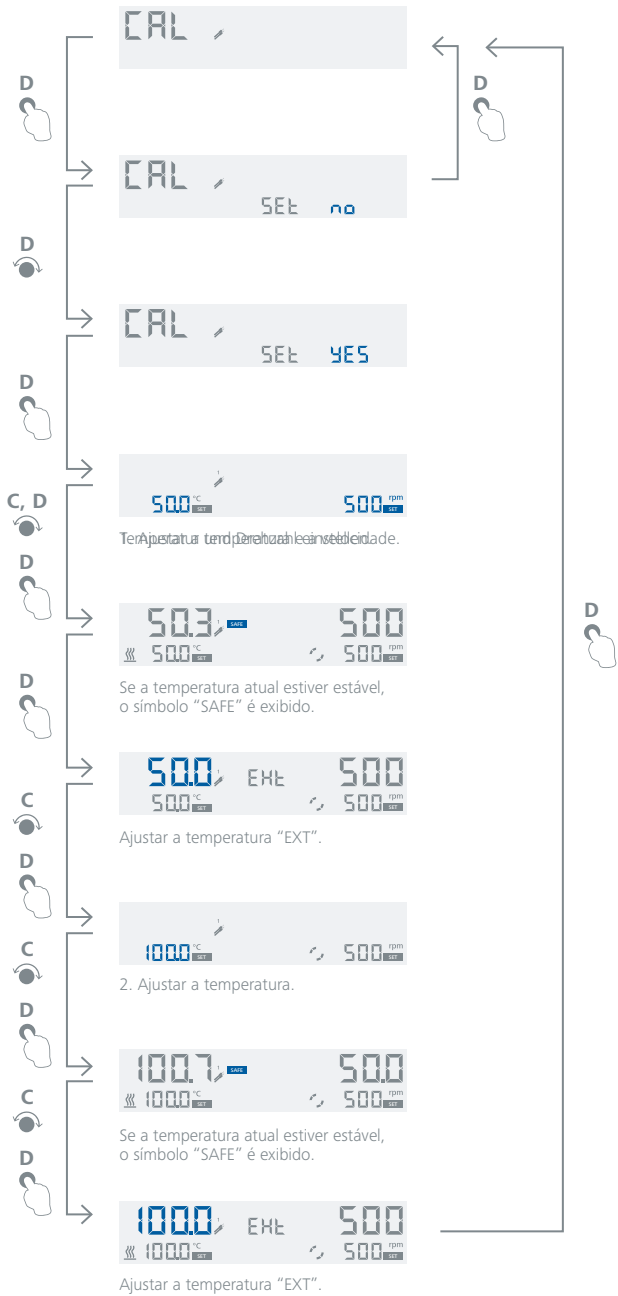 CAL
D
D
CAL
SEt no
D
CAL
SEt YES
D
50.0 °C SET 500 rpm SET
C, D
D
50.3 SAFE 500
50.0 °C SET 500 rpm SET
Se a temperatura atual estiver estável,
o símbolo “SAFE” é exibido.
D
D
50.0 EXt 500
50.0 °C SET 500 rpm SET
Ajustar a temperatura “EXT”.
C
D
100.0 °C SET 500 rpm SET
2. Ajustar a temperatura.
C
D
100.7 SAFE 50.0
100.0 °C SET 500 rpm SET
Se a temperatura atual estiver estável,
o símbolo “SAFE” é exibido.
C
D
100.0 EXt 500
100.0 °C SET 500 rpm SET
Ajustar a temperatura “EXT”.